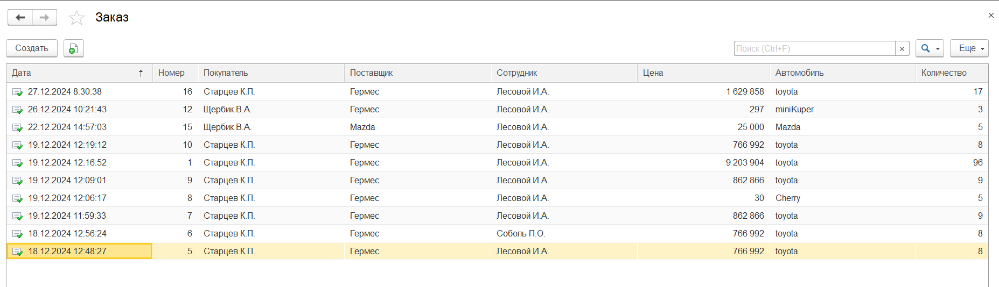 Заказ
Создать Поиск (Ctrl+F) Еще
Дата Номер Покупатель Поставщик Сотрудник Цена Автомобиль Количество
27.12.2024 8:30:38 16 Старцев К.П. Гермес Лесовой И.А. 1 629 858 toyota 17
26.12.2024 10:21:43 12 Щербик В.А. Гермес Лесовой И.А. 297 miniKuper 3
22.12.2024 14:57:03 15 Щербик В.А. Mazda Лесовой И.А. 25 000 Mazda 5
19.12.2024 12:19:12 10 Старцев К.П. Гермес Лесовой И.А. 766 992 toyota 8
19.12.2024 12:16:52 1 Старцев К.П. Гермес Лесовой И.А. 9 203 904 toyota 96
19.12.2024 12:09:01 9 Старцев К.П. Гермес Лесовой И.А. 862 866 toyota 9
19.12.2024 12:06:17 8 Старцев К.П. Гермес Лесовой И.А. 30 Cherry 5
19.12.2024 11:59:33 7 Старцев К.П. Гермес Лесовой И.А. 862 866 toyota 9
18.12.2024 12:56:24 6 Старцев К.П. Гермес Соболь П.О. 766 992 toyota 8
18.12.2024 12:48:27 5 Старцев К.П. Гермес Лесовой И.А. 766 992 toyota 8